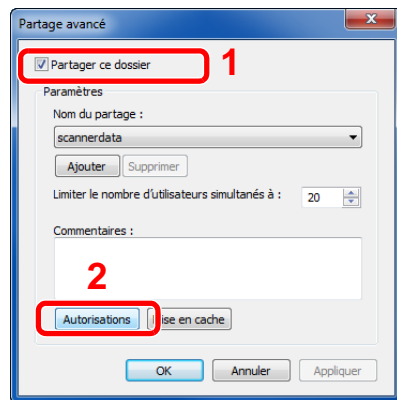 Partage avancé
Partager ce dossier 1
Paramètres
Nom du partage :
scannerdata
Ajouter Supprimer
Limiter le nombre d'utilisateurs simultanés à : 20
Commentaires :
2
Autorisations ise en cache
OK Annuler Appliquer